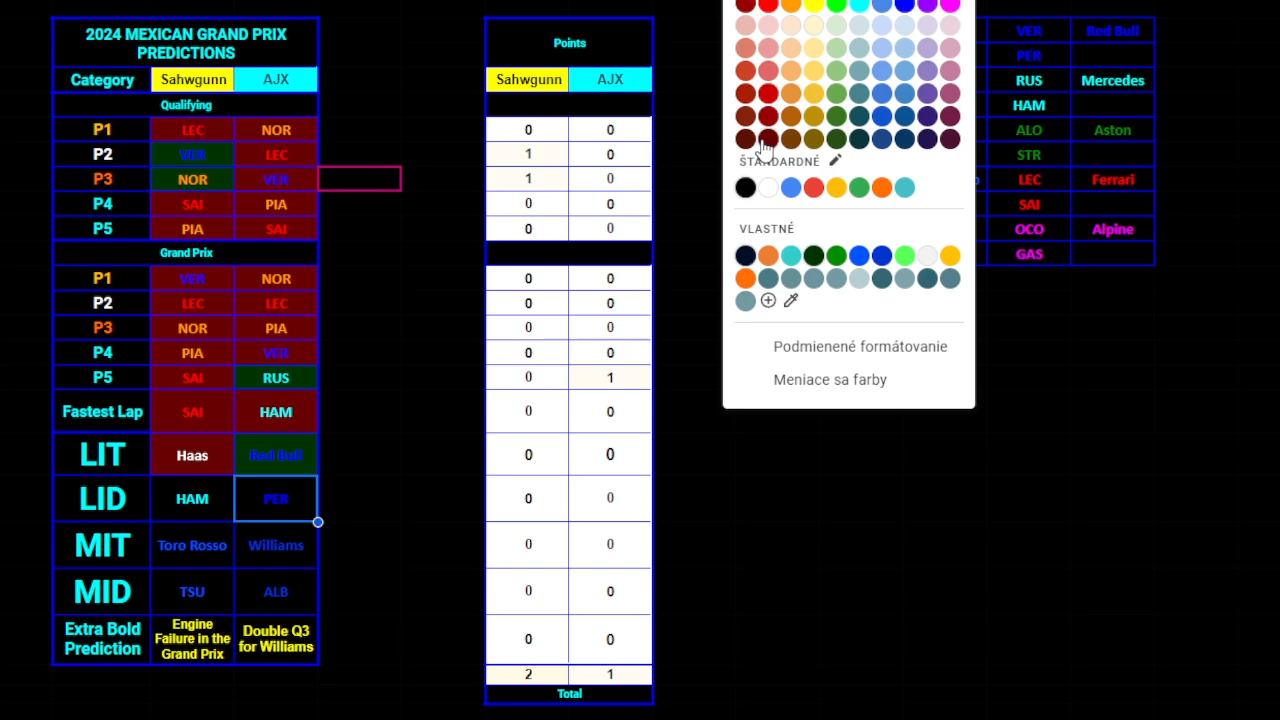 2024 MEXICAN GRAND PRIX
PREDICTIONS
Category Sahwgunn AJX
Qualifying
P1 LEC NOR
P2 VER LEC
P3 NOR VER
P4 SAI PIA
P5 PIA SAI
Grand Prix
P1 VER NOR
P2 LEC LEC
P3 NOR PIA
P4 PIA VER
P5 SAI RUS
Fastest Lap SAI HAM
LIT Haas Red Bull
LID HAM PER
MIT Toro Rosso Williams
MID TSU ALB
Extra Bold
Prediction
Engine
Failure in the
Grand Prix
Double Q3
for Williams
Points
Sahwgunn AJX
0 0
1 0
1 0
0 0
0 0
0 0
0 0
0 0
0 0
0 1
0 0
0 0
0 0
0 0
0 0
0 0
2 1
Total
ŠTANDARDNÉ
VLASTNÉ
Podmienené formátovanie
Meniace sa farby
VER Red Bull
PER
RUS Mercedes
HAM
ALO Aston
STR
LEC Ferrari
SAI
OCO Alpine
GAS